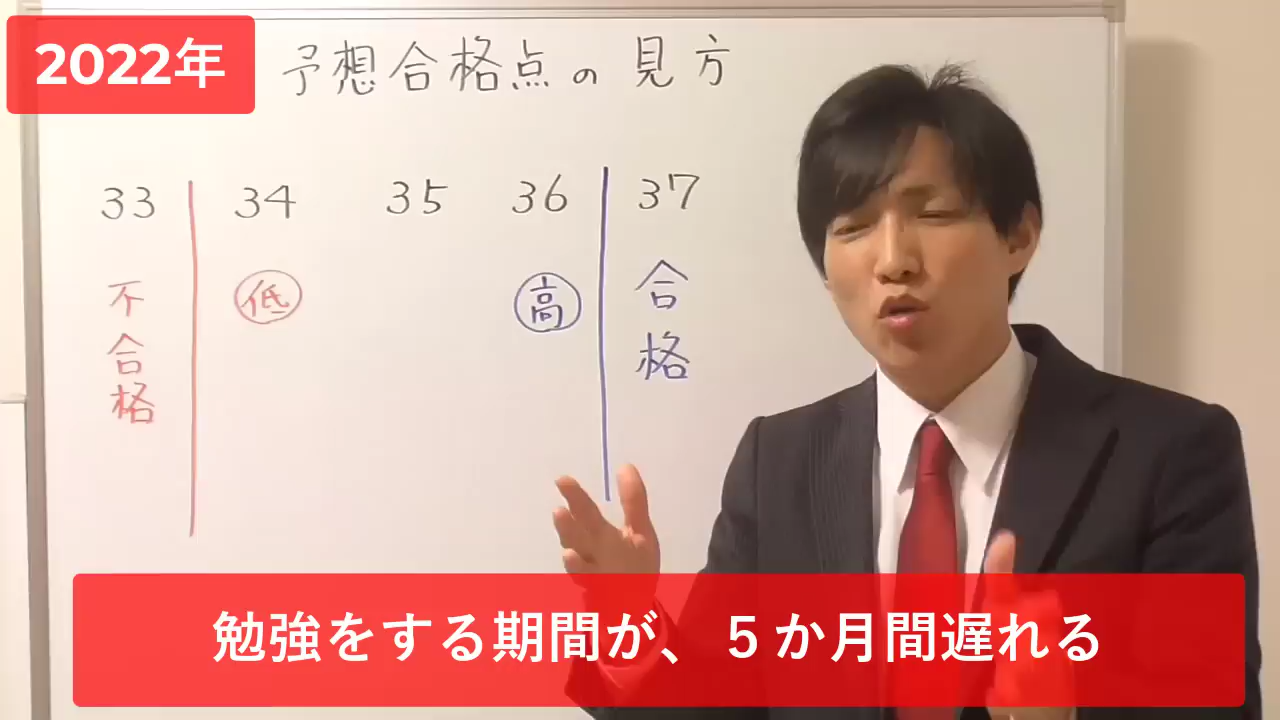 2022年
予想合格点の見方
33 34 35 36 37
低 高
不合格
合格
勉強をする期間が、５か月間遅れる